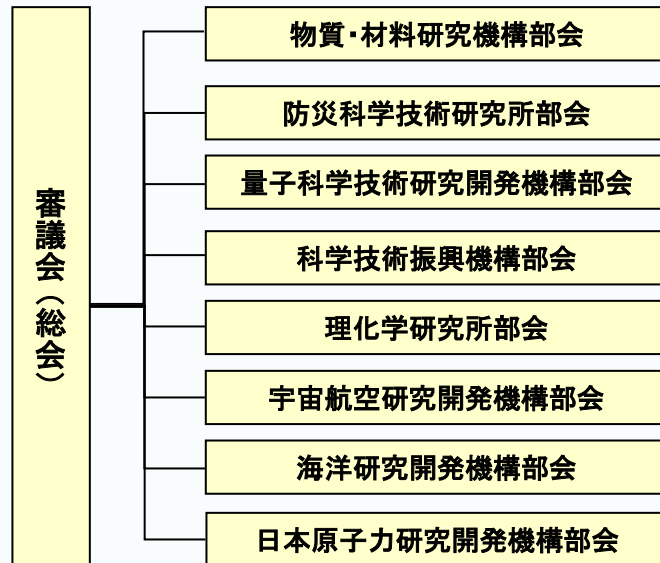 審議会（総会）
物質・材料研究機構部会
防災科学技術研究所部会
量子科学技術研究開発機構部会
科学技術振興機構部会
理化学研究所部会
宇宙航空研究開発機構部会
海洋研究開発機構部会
日本原子力研究開発機構部会